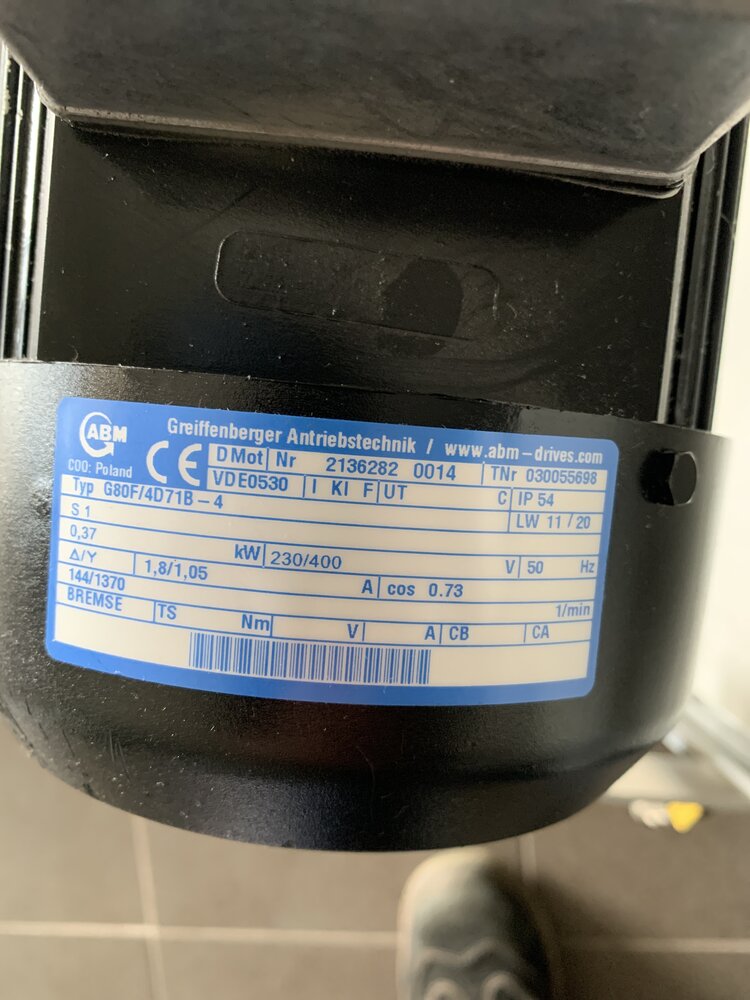 ABM
Greiffenberger Antriebstechnik / www.abm-drives.com
COO: Poland
CE
D Mot Nr 2136282 0014 TNr 030055698
VDE0530 I Kl F UT C IP 54
Typ G80F/4D71B-4 LW 11/20
S 1
0,37 kW 230/400 V 50 Hz
Δ/Y 1,8/1,05 A cos 0.73
144/1370 1/min
BREMSE TS Nm V A CB CA